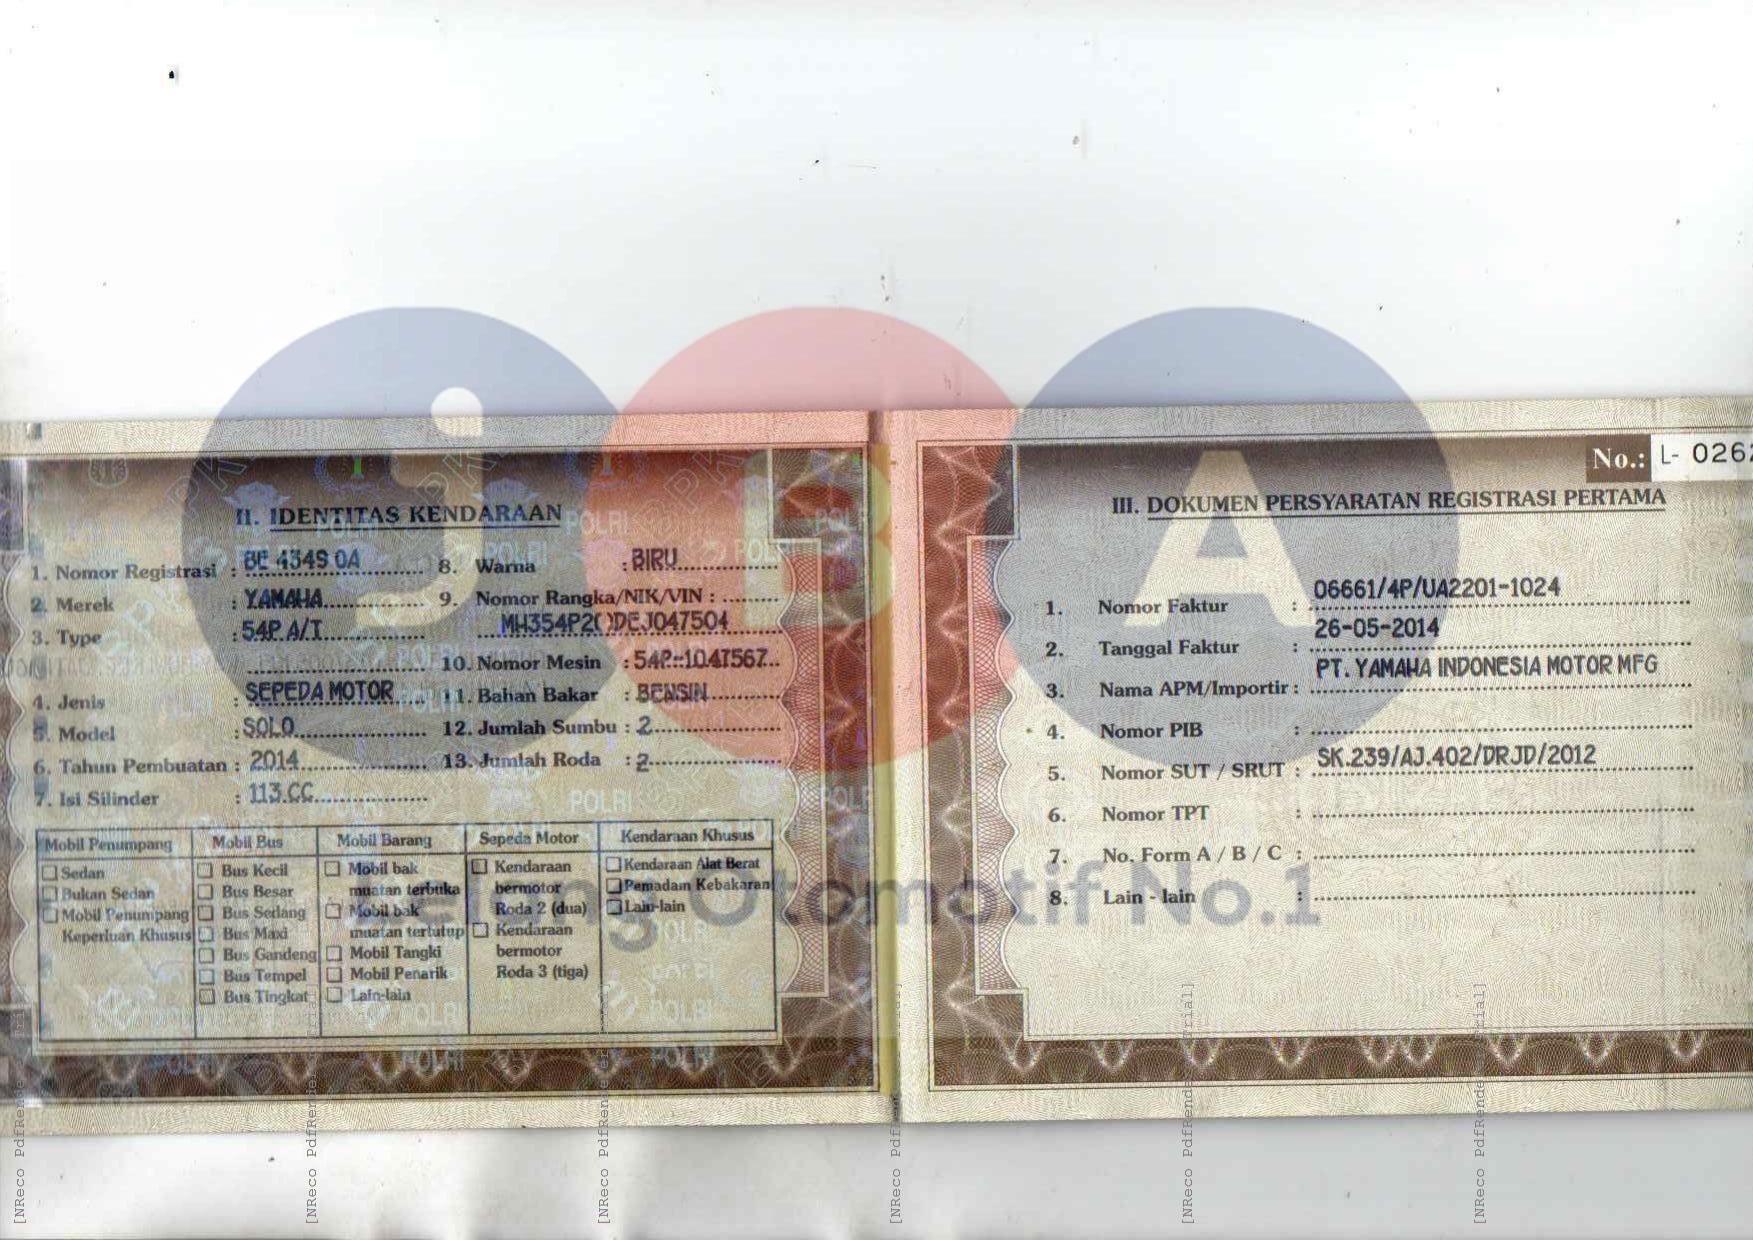 II. IDENTITAS KENDARAAN
1. Nomor Registrasi : BE 4349 OA
2. Merek : YAMAHA
3. Type : 54P A/T
4. Jenis : SEPEDA MOTOR
5. Model : SOLO
6. Tahun Pembuatan : 2014
7. Isi Silinder : 113.CC
8. Warna : BIRU
9. Nomor Rangka/NIK/VIN :
10. Nomor Mesin : 54P-1047567
11. Bahan Bakar : BENSIN
12. Jumlah Sumbu : 2
13. Jumlah Roda : 2
Mobil Penumpang
Sedan
Bukan Sedan
Mobil Penumpang
Keperluan Khusus
Mobil Bus
Bus Kecil
Bus Besar
Bus Sedang
Bus Maxi
Bus Gandeng
Bus Tempel
Bus Tingkat
Mobil Barang
Mobil bak
muatan terbuka
Mobil bak
muatan tertutup
Mobil Tangki
Mobil Penarik
Lain-lain
Sepeda Motor
Kendaraan
bermotor
Roda 2 (dua)
Kendaraan
bermotor
Roda 3 (tiga)
Kendaraan Khusus
Kendaraan Alat Berat
Pemadam Kebakaran
Lain-lain
No.: L- 0262
III. DOKUMEN PERSYARATAN REGISTRASI PERTAMA
1. Nomor Faktur : 06661/4P/UA2201-1024
2. Tanggal Faktur : 26-05-2014
3. Nama APM/Importir : PT. YAMAHA INDONESIA MOTOR MFG
4. Nomor PIB :
5. Nomor SUT / SRUT : SK.239/AJ.402/DRJD/2012
6. Nomor TPT :
7. No. Form A / B / C :
8. Lain - lain :
JBA
Otomotif No.1